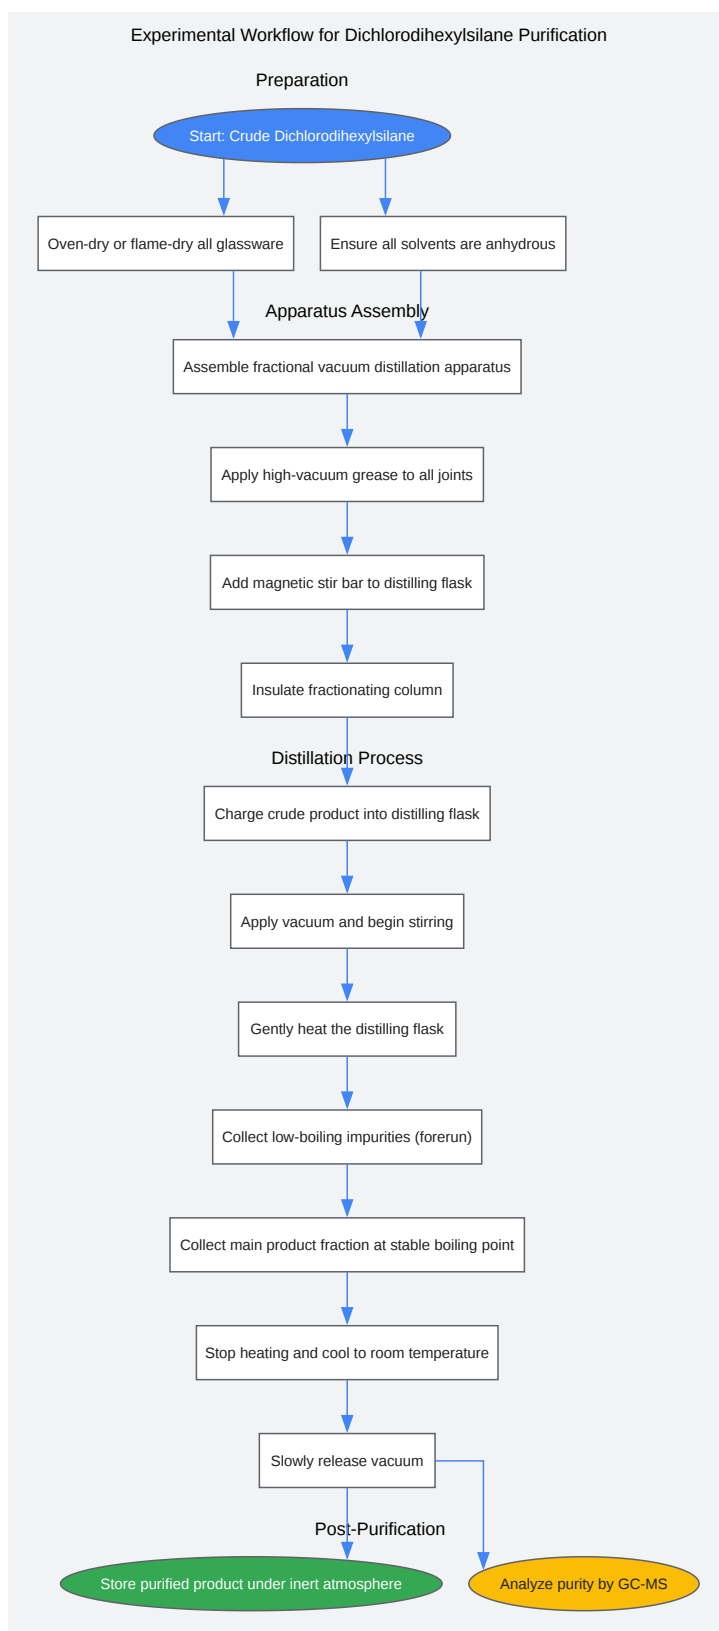 Experimental Workflow for Dichlorodihexylsilane Purification
Preparation
Start: Crude Dichlorodihexylsilane
Oven-dry or flame-dry all glassware
Ensure all solvents are anhydrous
Apparatus Assembly
Assemble fractional vacuum distillation apparatus
Apply high-vacuum grease to all joints
Add magnetic stir bar to distilling flask
Insulate fractionating column
Distillation Process
Charge crude product into distilling flask
Apply vacuum and begin stirring
Gently heat the distilling flask
Collect low-boiling impurities (forerun)
Collect main product fraction at stable boiling point
Stop heating and cool to room temperature
Slowly release vacuum
Post-Purification
Store purified product under inert atmosphere
Analyze purity by GC-MS